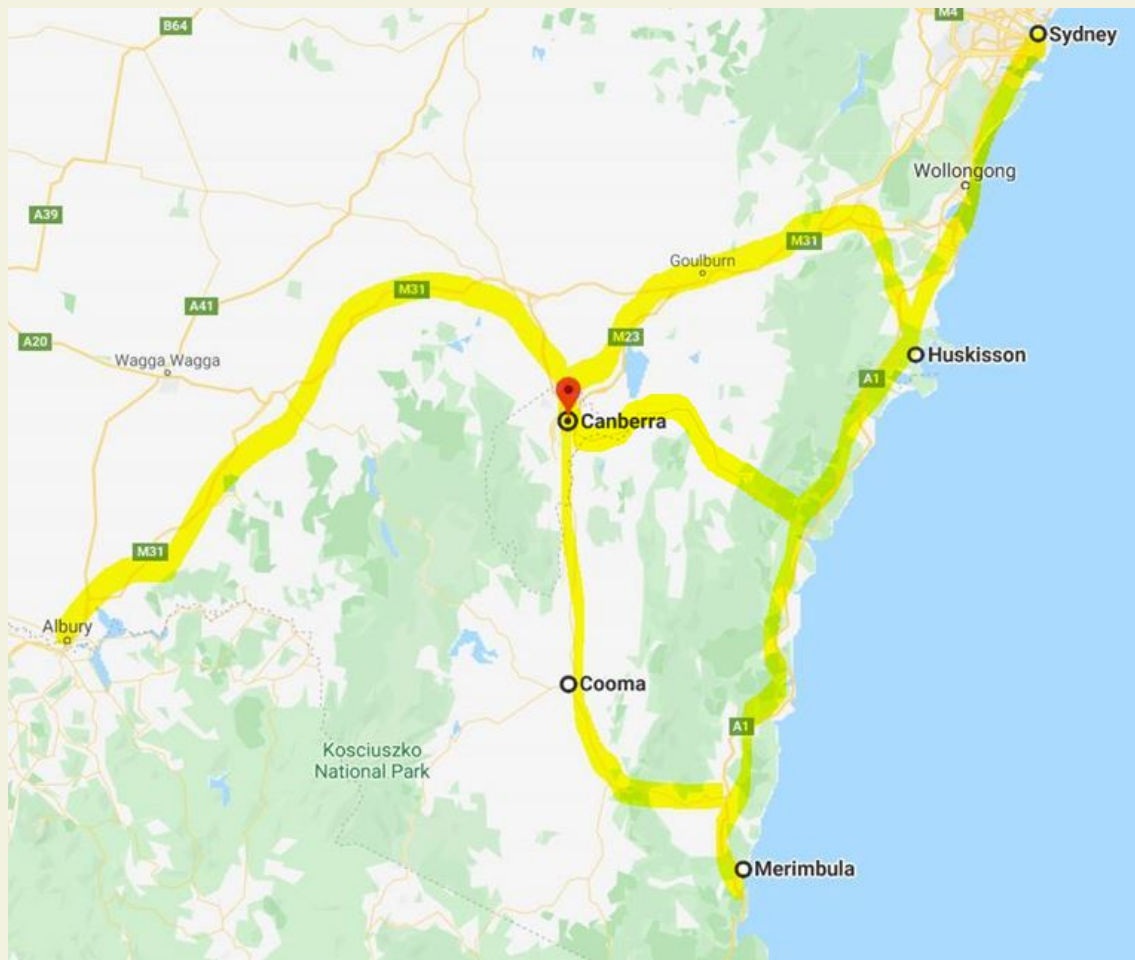 M4
B64
Sydney
Wollongong
A39
M31
Goulburn
M31
A41
M23
A20
Wagga Wagga
Huskisson
A1
Canberra
M31
Albury
Cooma
A1
Kosciuszko
National Park
Merimbula